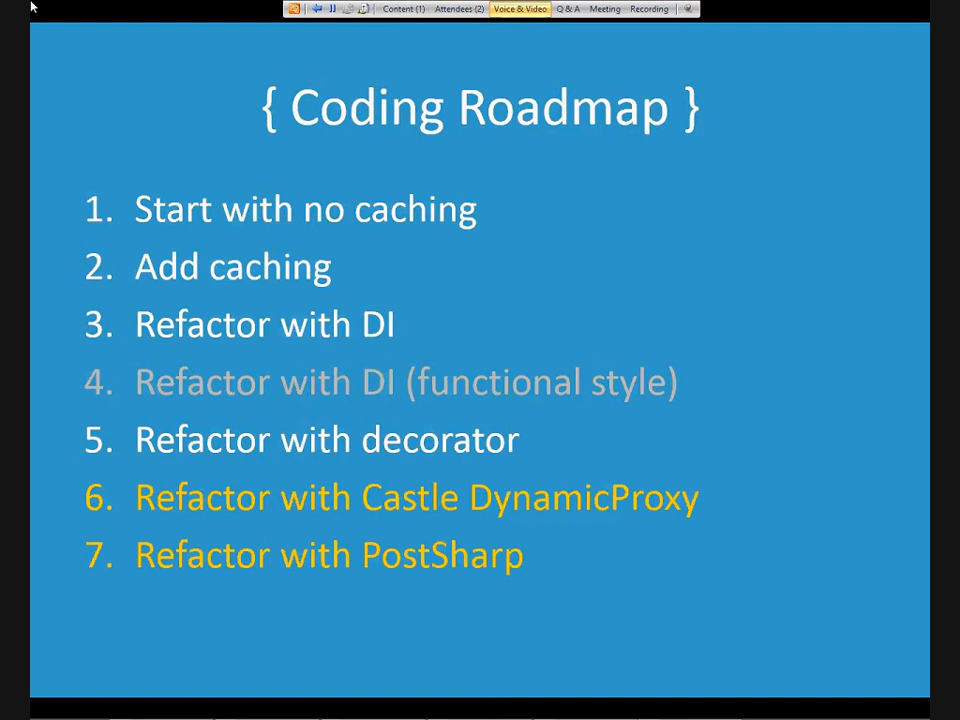 Content (1) Attendees (2) Voice & Video Q & A Meeting Recording
{ Coding Roadmap }
1. Start with no caching
2. Add caching
3. Refactor with DI
4. Refactor with DI (functional style)
5. Refactor with decorator
6. Refactor with Castle DynamicProxy
7. Refactor with PostSharp